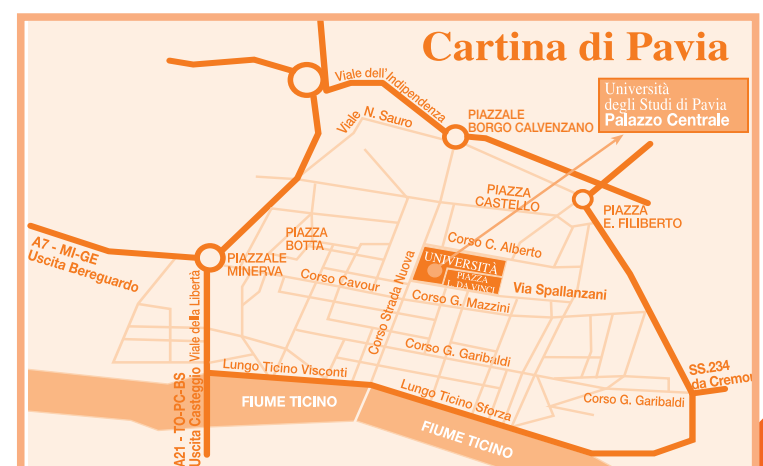 Cartina di Pavia
Viale dell'Indipendenza
Università
degli Studi di Pavia
Palazzo Centrale
Viale N. Sauro
PIAZZALE
BORGO CALVENZANO
PIAZZA
CASTELLO
PIAZZA
E. FILIBERTO
A7 - MI-GE
Uscita Bereguardo
PIAZZALE
MINERVA
PIAZZA
BOTTA
Corso C. Alberto
UNIVERSITÀ
PIAZZA
L. DA VINCI
Corso Cavour
Corso Strada Nuova
Corso G. Mazzini
Via Spallanzani
Viale della Libertà
Corso G. Garibaldi
Lungo Ticino Visconti
Lungo Ticino Sforza
Corso G. Garibaldi
SS.234
da Cremon
A21 - TO-PC-BS
Uscita Casteggio
FIUME TICINO
FIUME TICINO